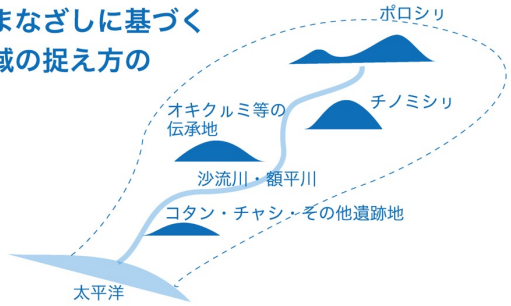 まなざしに基づく
域の捉え方の
ポロシㇼ
チノミシㇼ
オキクルミ等の
伝承地
沙流川・額平川
コタン・チャシ・その他遺跡地
太平洋